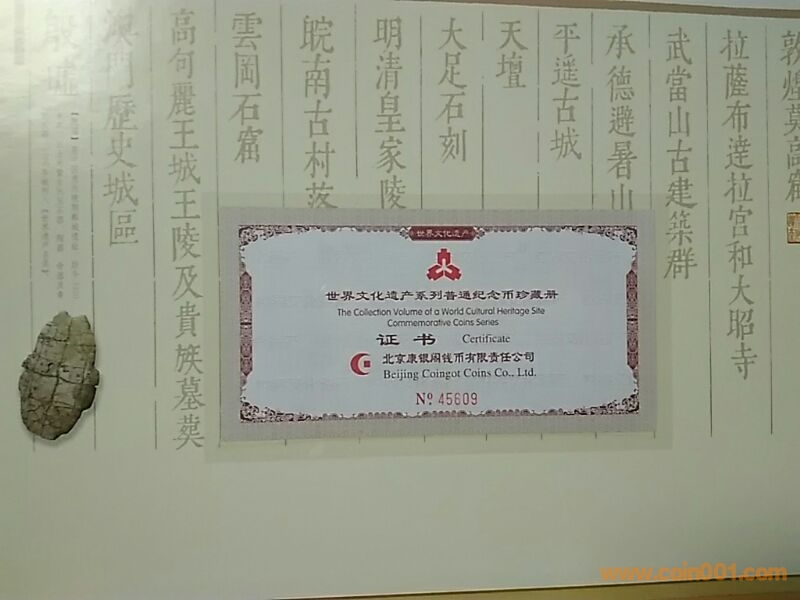 敦煌莫高窟
拉薩布達拉宮和大昭寺
武當山古建築群
承德避暑山
平遥古城
天壇
大足石刻
明清皇家陵
皖南古村落
雲岡石窟
高句麗王城王陵及貴族墓葬
澳門歷史城區
殷墟
世界文化遗产
世界文化遗产系列普通纪念币珍藏册
The Collection Volume of a World Cultural Heritage Site
Commemorative Coins Series
证书 Certificate
北京康银阁钱币有限责任公司
Beijing Coingot Coins Co., Ltd.
№ 45609
www.coin001.com